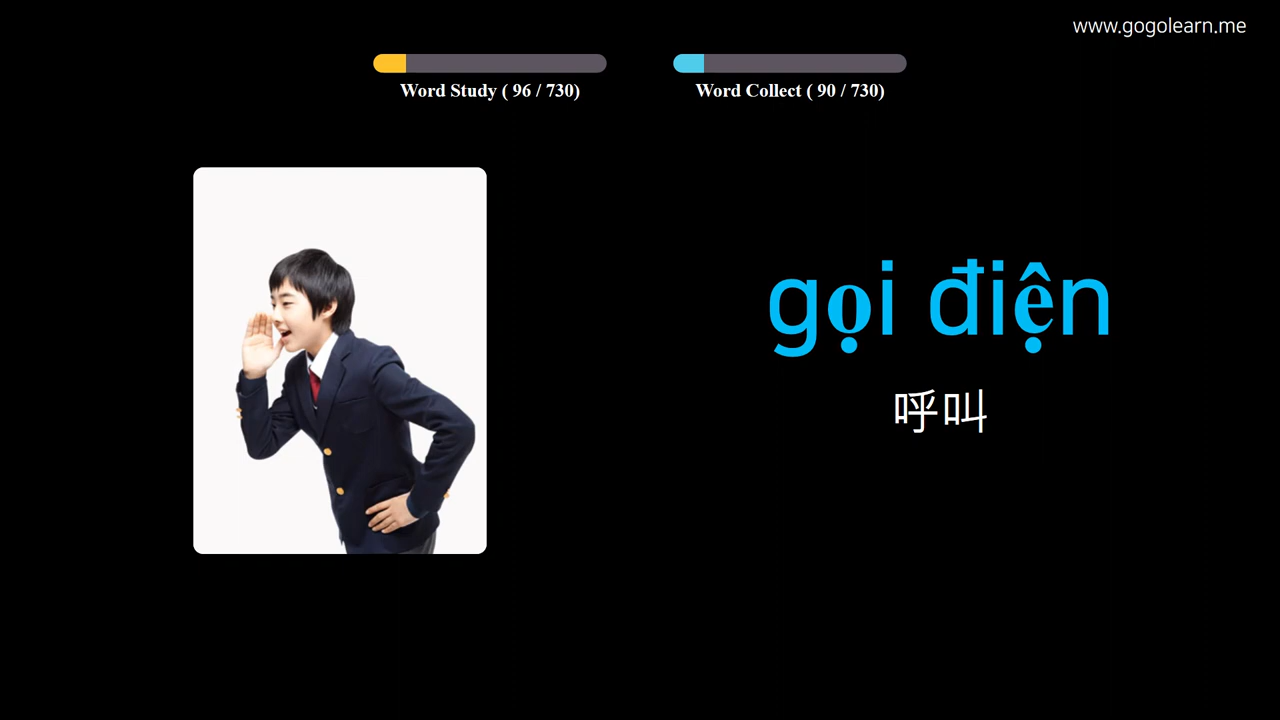 www.gogolearn.me
Word Study ( 96 / 730)
Word Collect ( 90 / 730)
gọi điện
呼叫